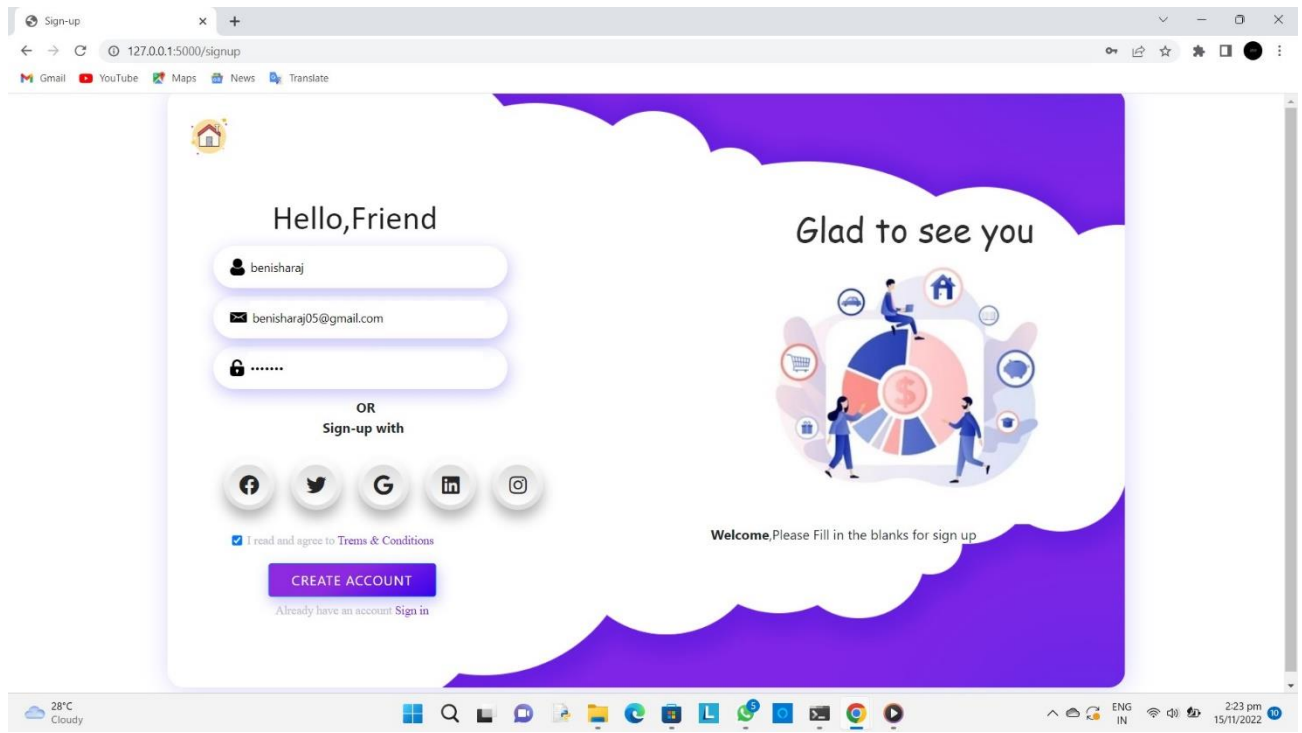 Sign-up
127.0.0.1:5000/signup
Gmail YouTube Maps News Translate
Hello,Friend
benisharaj
benisharaj05@gmail.com
•••••••
OR
Sign-up with
I read and agree to Trems & Conditions
CREATE ACCOUNT
Already have an account Sign in
Glad to see you
Welcome,Please Fill in the blanks for sign up
28°C
Cloudy
L
5
ENG
IN
2:23 pm
15/11/2022
10